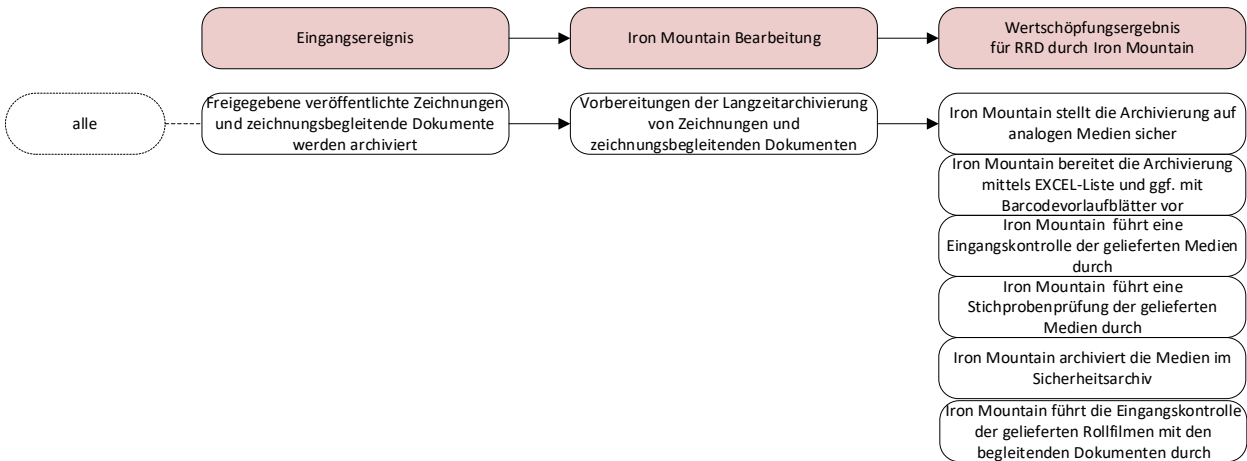 Eingangsereignis
Iron Mountain Bearbeitung
Wertschöpfungsergebnis
für RRD durch Iron Mountain
alle
Freigegebene veröffentlichte Zeichnungen
und zeichnungsbegleitende Dokumente
werden archiviert
Vorbereitungen der Langzeitarchivierung
von Zeichnungen und
zeichnungsbegleitenden Dokumenten
Iron Mountain stellt die Archivierung auf
analogen Medien sicher
Iron Mountain bereitet die Archivierung
mittels EXCEL-Liste und ggf. mit
Barcodevorlaufblätter vor
Iron Mountain führt eine
Eingangskontrolle der gelieferten Medien
durch
Iron Mountain führt eine
Stichprobenprüfung der gelieferten
Medien durch
Iron Mountain archiviert die Medien im
Sicherheitsarchiv
Iron Mountain führt die Eingangskontrolle
der gelieferten Rollfilmen mit den
begleitenden Dokumenten durch